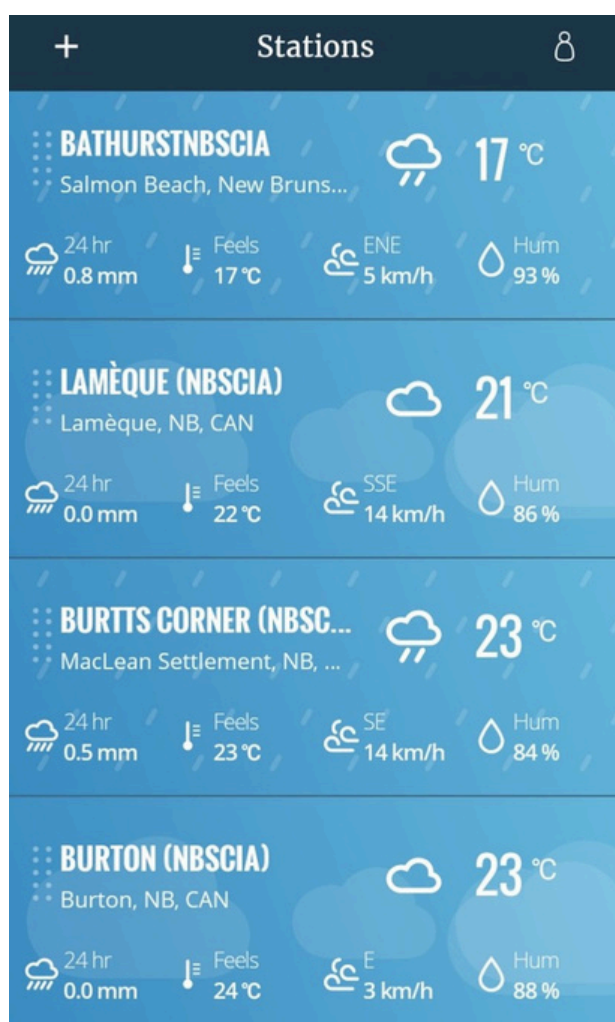 + Stations
BATHURSTNBSCIA
Salmon Beach, New Bruns...
17 °C
24 hr Feels ENE Hum
0.8 mm 17 °C 5 km/h 93 %
LAMÈQUE (NBSCIA)
Lamèque, NB, CAN
21 °C
24 hr Feels SSE Hum
0.0 mm 22 °C 14 km/h 86 %
BURTTS CORNER (NBSC...
MacLean Settlement, NB, ...
23 °C
24 hr Feels SE Hum
0.5 mm 23 °C 14 km/h 84 %
BURTON (NBSCIA)
Burton, NB, CAN
23 °C
24 hr Feels E Hum
0.0 mm 24 °C 3 km/h 88 %